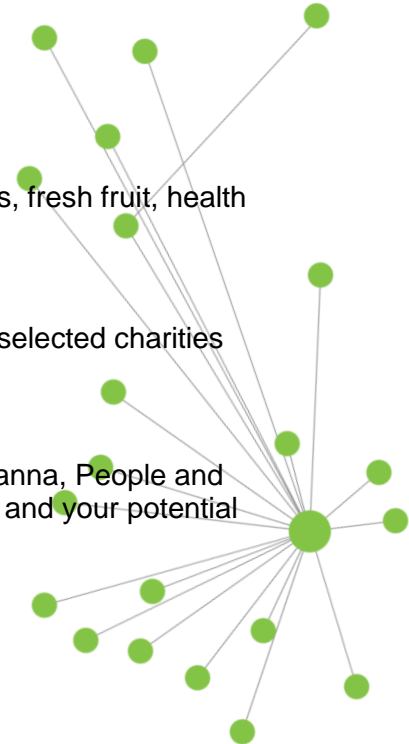 s, fresh fruit, health
selected charities
anna, People and
and your potential